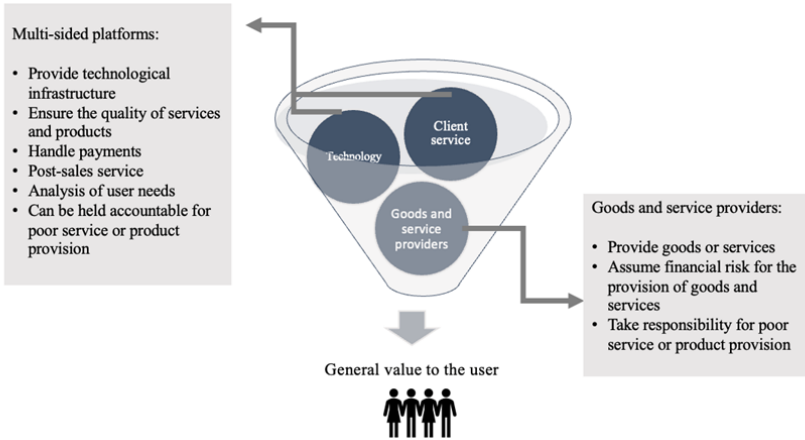 Multi-sided platforms:
• Provide technological
infrastructure
• Ensure the quality of services
and products
• Handle payments
• Post-sales service
• Analysis of user needs
• Can be held accountable for
poor service or product
provision
Technology
Client
service
Goods and
service
providers
Goods and service providers:
• Provide goods or services
• Assume financial risk for the
provision of goods and
services
• Take responsibility for poor
service or product provision
General value to the user